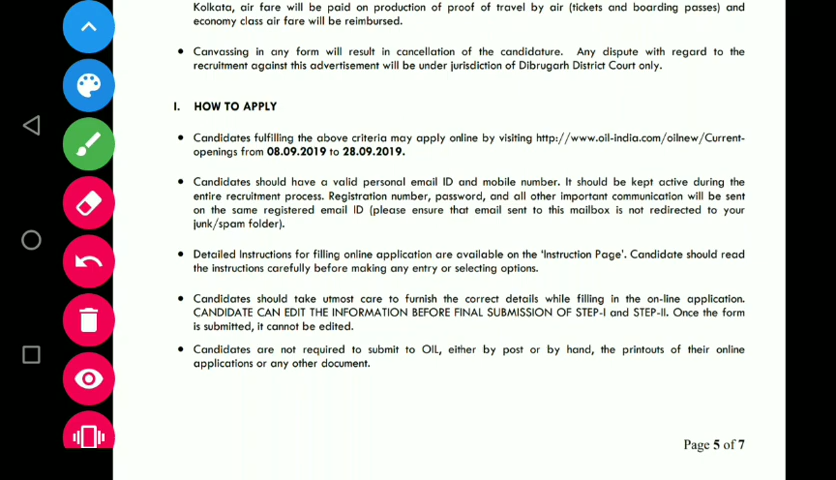 Kolkata, air fare will be paid on production of proof of travel by air (tickets and boarding passes) and
economy class air fare will be reimbursed.
• Canvassing in any form will result in cancellation of the candidature. Any dispute with regard to the
recruitment against this advertisement will be under jurisdiction of Dibrugarh District Court only.
I. HOW TO APPLY
• Candidates fulfilling the above criteria may apply online by visiting http://www.oil-india.com/oilnew/Current-
openings from 08.09.2019 to 28.09.2019.
• Candidates should have a valid personal email ID and mobile number. It should be kept active during the
entire recruitment process. Registration number, password, and all other important communication will be sent
on the same registered email ID (please ensure that email sent to this mailbox is not redirected to your
junk/spam folder).
• Detailed Instructions for filling online application are available on the 'Instruction Page'. Candidate should read
the instructions carefully before making any entry or selecting options.
• Candidates should take utmost care to furnish the correct details while filling in the on-line application.
CANDIDATE CAN EDIT THE INFORMATION BEFORE FINAL SUBMISSION OF STEP-I and STEP-II. Once the form
is submitted, it cannot be edited.
• Candidates are not required to submit to OIL, either by post or by hand, the printouts of their online
applications or any other document.
Page 5 of 7